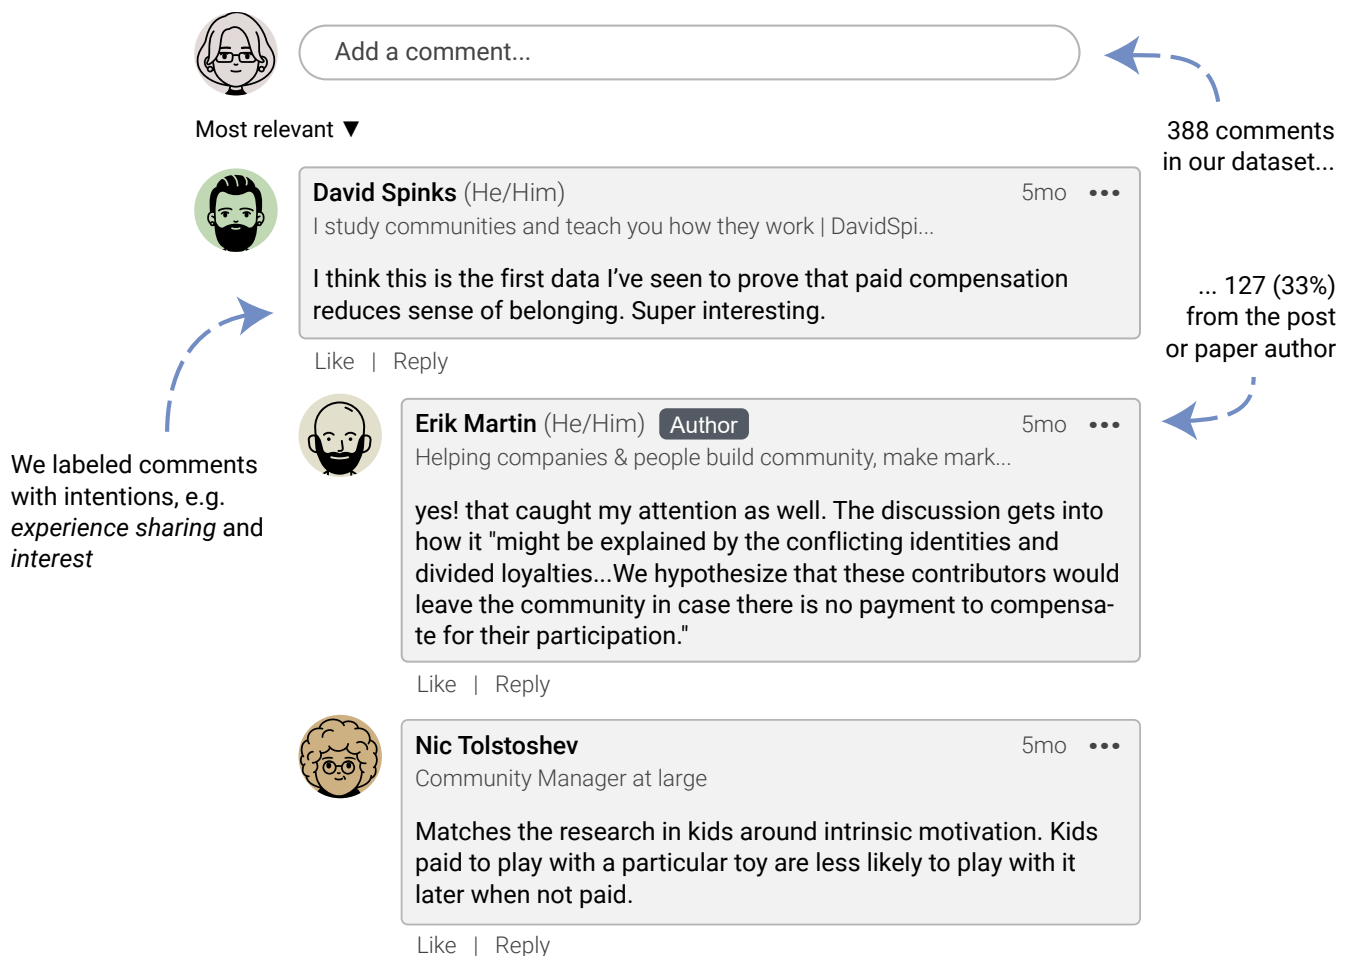 Add a comment...
388 comments
in our dataset...
Most relevant ▼
David Spinks (He/Him) 5mo •••
I study communities and teach you how they work | DavidSpi...
I think this is the first data I’ve seen to prove that paid compensation
reduces sense of belonging. Super interesting.
Like | Reply
... 127 (33%)
from the post
or paper author
We labeled comments
with intentions, e.g.
experience sharing and
interest
Erik Martin (He/Him) Author 5mo •••
Helping companies & people build community, make mark...
yes! that caught my attention as well. The discussion gets into
how it "might be explained by the conflicting identities and
divided loyalties...We hypothesize that these contributors would
leave the community in case there is no payment to compensa-
te for their participation."
Like | Reply
Nic Tolstoshev 5mo •••
Community Manager at large
Matches the research in kids around intrinsic motivation. Kids
paid to play with a particular toy are less likely to play with it
later when not paid.
Like | Reply